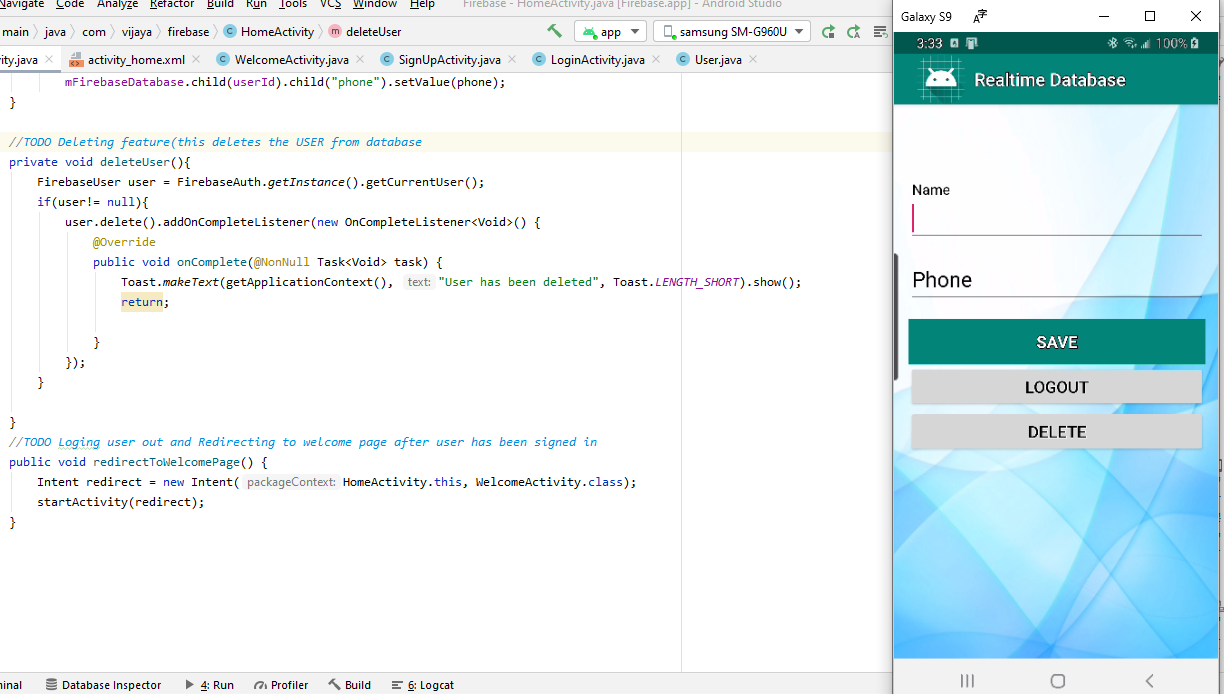 Navigate Code Analyze Refactor Build Run Tools VCS Window Help Firebase - HomeActivity.java [Firebase.app] - Android Studio
main java com vijaya firebase HomeActivity deleteUser app samsung SM-G960U
ity.java activity_home.xml WelcomeActivity.java SignUpActivity.java LoginActivity.java User.java
mFirebaseDatabase.child(userId).child("phone").setValue(phone);
}
//TODO Deleting feature(this deletes the USER from database
private void deleteUser(){
FirebaseUser user = FirebaseAuth.getInstance().getCurrentUser();
if(user!= null){
user.delete().addOnCompleteListener(new OnCompleteListener<Void>() {
@Override
public void onComplete(@NonNull Task<Void> task) {
Toast.makeText(getApplicationContext(), text: "User has been deleted", Toast.LENGTH_SHORT).show();
return;
}
});
}
}
//TODO Loging user out and Redirecting to welcome page after user has been signed in
public void redirectToWelcomePage() {
Intent redirect = new Intent( packageContext: HomeActivity.this, WelcomeActivity.class);
startActivity(redirect);
}
minal Database Inspector 4: Run Profiler Build 6: Logcat
Galaxy S9
3:33 100%
Realtime Database
Name
Phone
SAVE
LOGOUT
DELETE